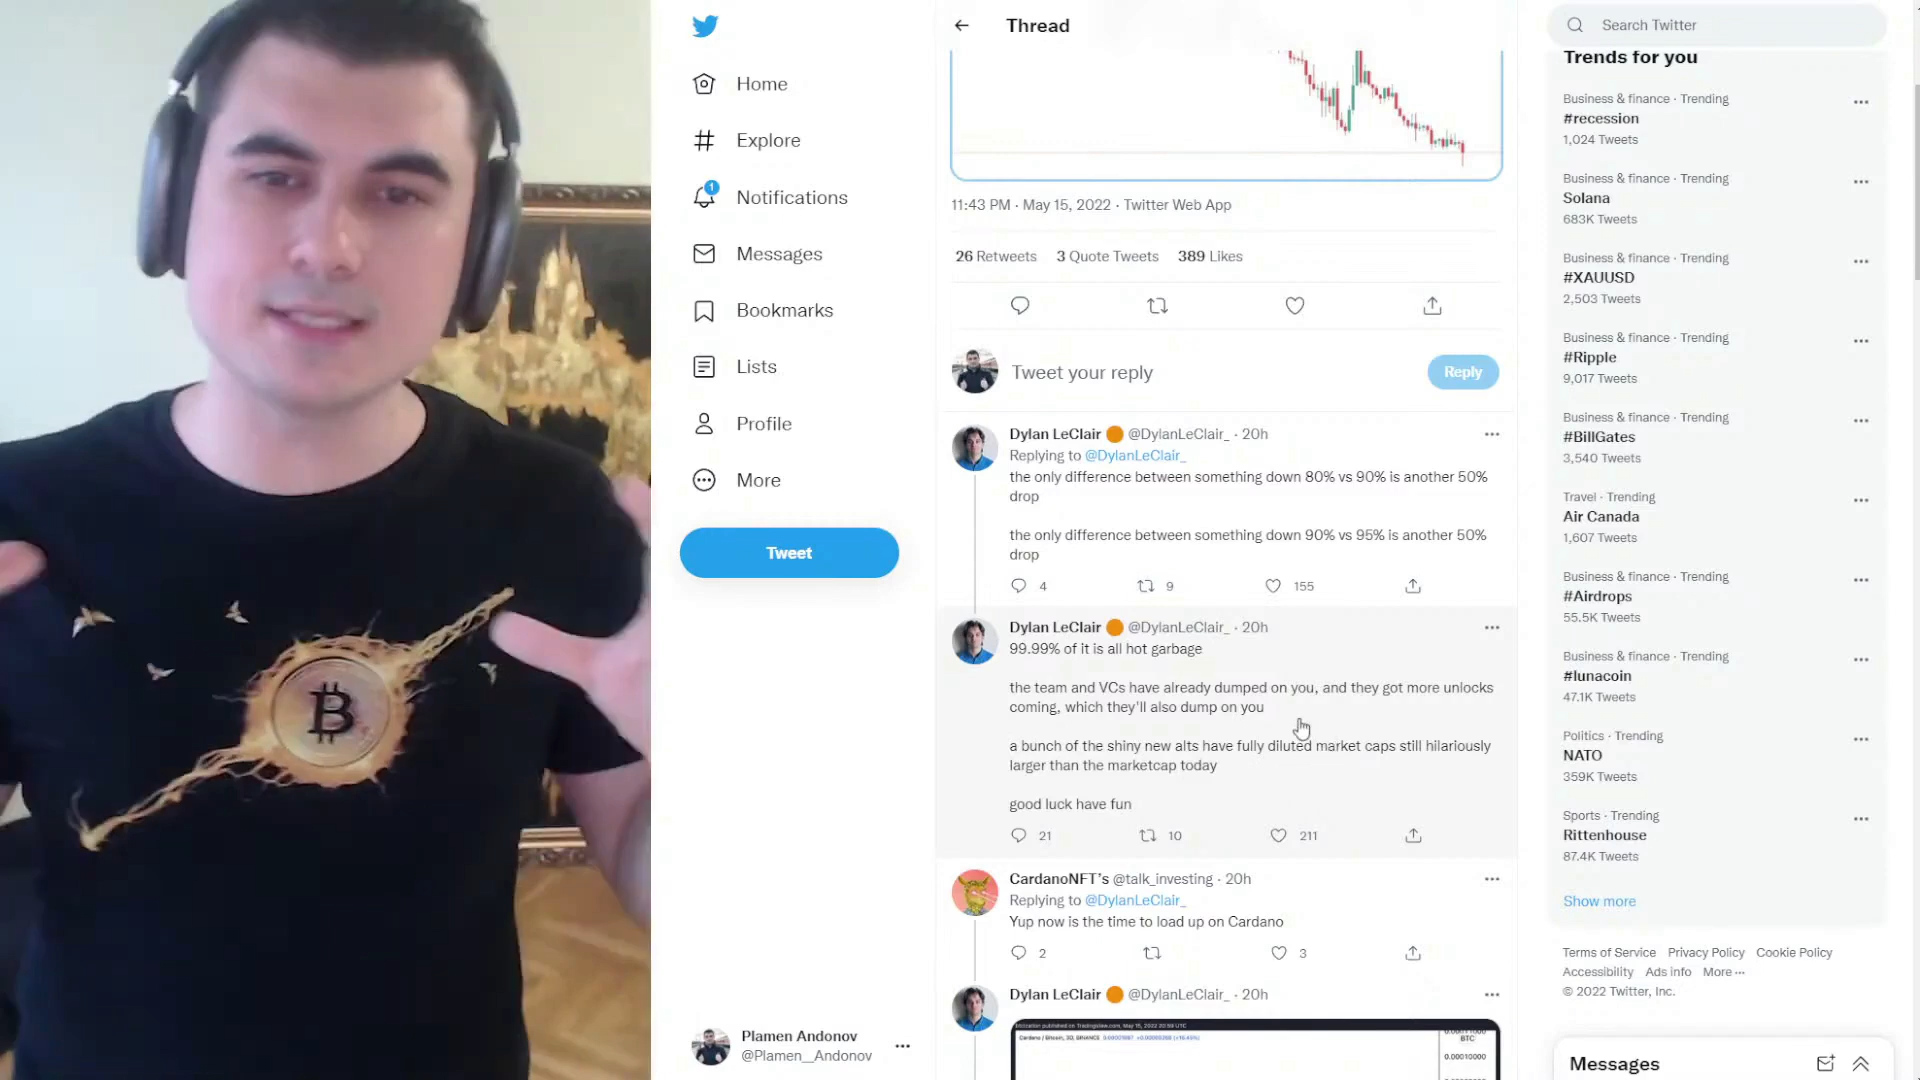 Thread
Search Twitter
Home
Explore
1
Notifications
Messages
Bookmarks
Lists
Profile
More
Tweet
11:43 PM · May 15, 2022 · Twitter Web App
26 Retweets 3 Quote Tweets 389 Likes
Tweet your reply
Reply
Dylan LeClair @DylanLeClair_ · 20h
Replying to @DylanLeClair_
the only difference between something down 80% vs 90% is another 50%
drop
the only difference between something down 90% vs 95% is another 50%
drop
4 9 155
Dylan LeClair @DylanLeClair_ · 20h
99.99% of it is all hot garbage
the team and VCs have already dumped on you, and they got more unlocks
coming, which they'll also dump on you
a bunch of the shiny new alts have fully diluted market caps still hilariously
larger than the marketcap today
good luck have fun
21 10 211
CardanoNFT's @talk_investing · 20h
Replying to @DylanLeClair_
Yup now is the time to load up on Cardano
2 3
Dylan LeClair @DylanLeClair_ · 20h
BTC
0.00010000
Plamen Andonov
@Plamen__Andonov
Trends for you
Business & finance · Trending
#recession
1,024 Tweets
Business & finance · Trending
Solana
683K Tweets
Business & finance · Trending
#XAUUSD
2,503 Tweets
Business & finance · Trending
#Ripple
9,017 Tweets
Business & finance · Trending
#BillGates
3,540 Tweets
Travel · Trending
Air Canada
1,607 Tweets
Business & finance · Trending
#Airdrops
55.5K Tweets
Business & finance · Trending
#lunacoin
47.1K Tweets
Politics · Trending
NATO
359K Tweets
Sports · Trending
Rittenhouse
87.4K Tweets
Show more
Terms of Service Privacy Policy Cookie Policy
Accessibility Ads info More ···
© 2022 Twitter, Inc.
Messages